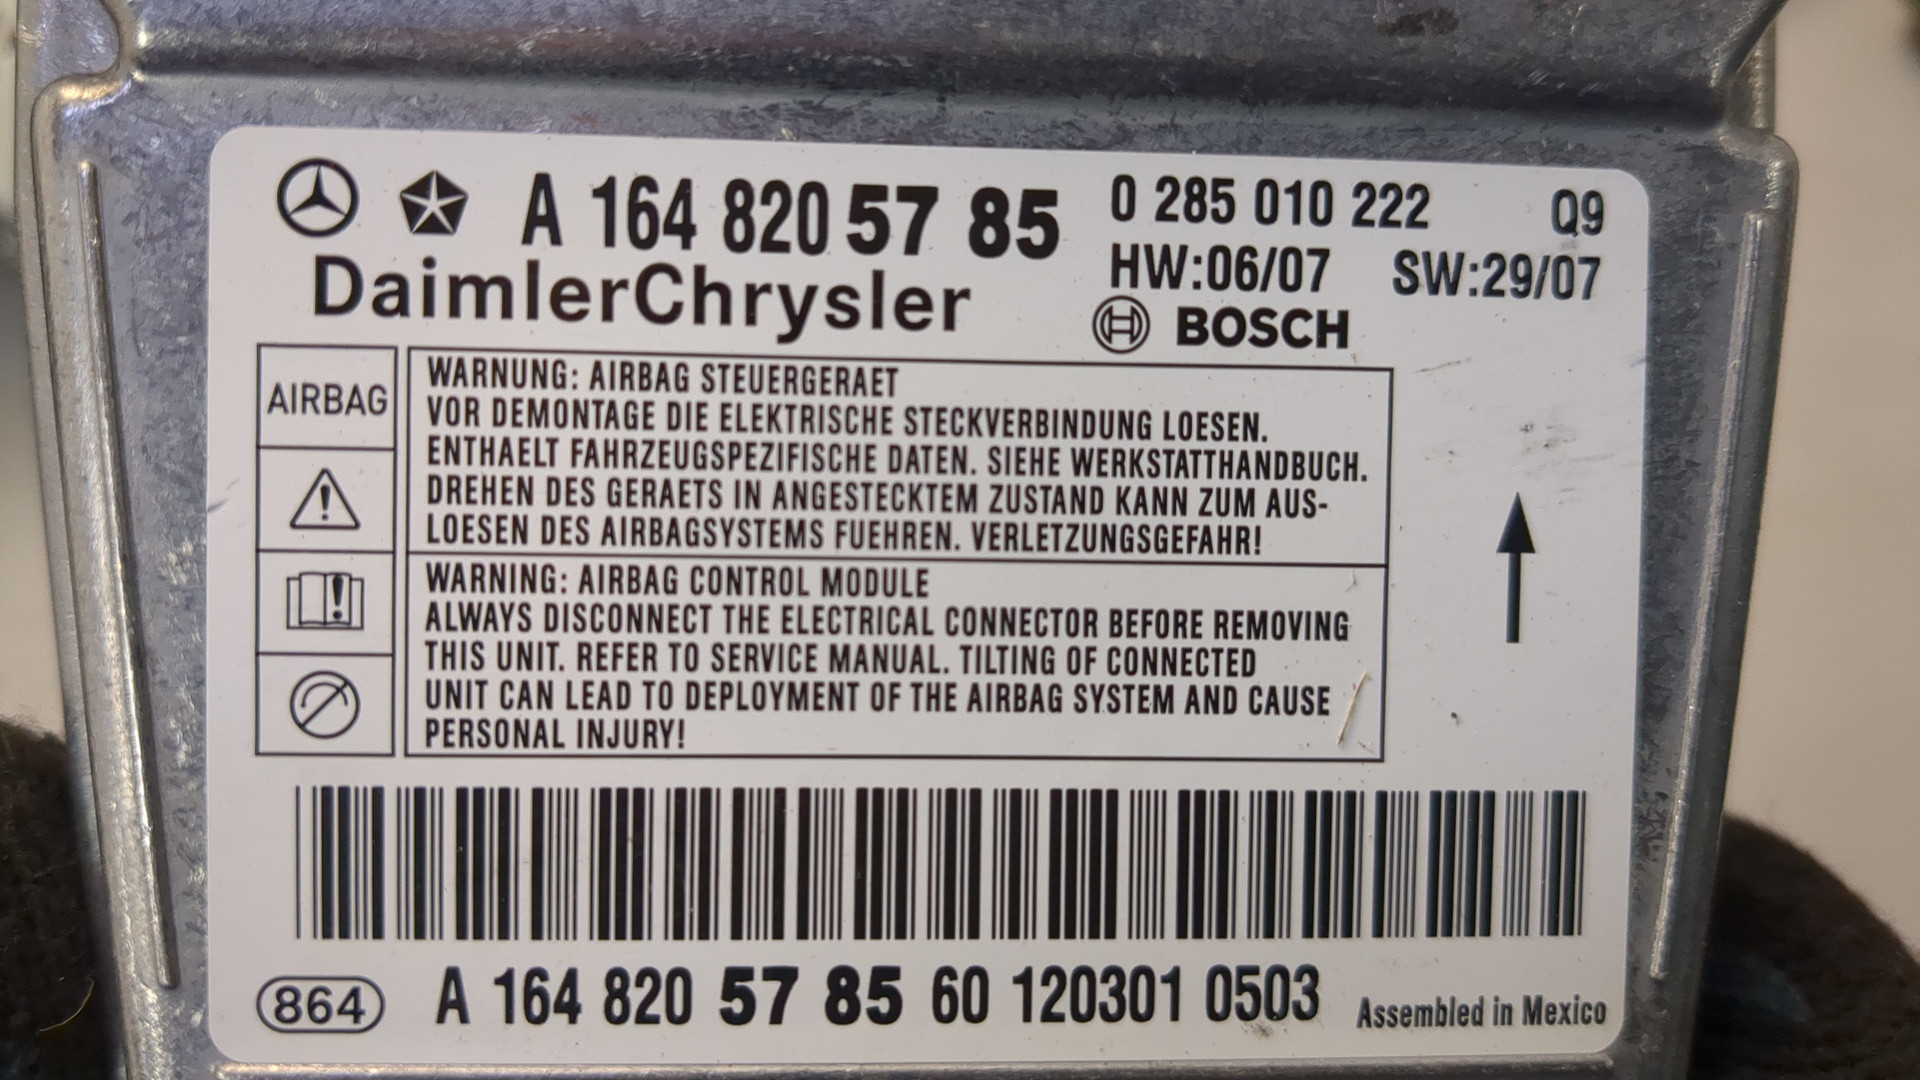 A 164 820 57 85
DaimlerChrysler
0 285 010 222 Q9
HW:06/07 SW:29/07
BOSCH
AIRBAG
WARNUNG: AIRBAG STEUERGERAET
VOR DEMONTAGE DIE ELEKTRISCHE STECKVERBINDUNG LOESEN.
ENTHAELT FAHRZEUGSPEZIFISCHE DATEN. SIEHE WERKSTATTHANDBUCH.
DREHEN DES GERAETS IN ANGESTECKTEM ZUSTAND KANN ZUM AUS-
LOESEN DES AIRBAGSYSTEMS FUEHREN. VERLETZUNGSGEFAHR!
WARNING: AIRBAG CONTROL MODULE
ALWAYS DISCONNECT THE ELECTRICAL CONNECTOR BEFORE REMOVING
THIS UNIT. REFER TO SERVICE MANUAL. TILTING OF CONNECTED
UNIT CAN LEAD TO DEPLOYMENT OF THE AIRBAG SYSTEM AND CAUSE
PERSONAL INJURY!
864 A 164 820 57 85 60 120301 0503 Assembled in Mexico